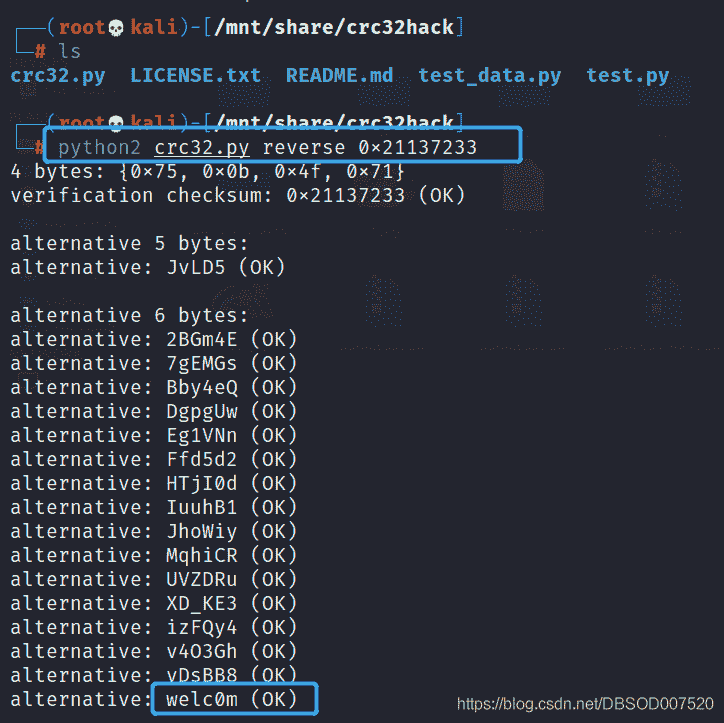 ┌──(root💀kali)-[/mnt/share/crc32hack]
└─# ls
crc32.py  LICENSE.txt  README.md  test_data.py  test.py
┌──(root💀kali)-[/mnt/share/crc32hack]
└─# python2 crc32.py reverse 0×21137233
4 bytes: {0×75, 0×0b, 0×4f, 0×71}
verification checksum: 0×21137233 (OK)
alternative 5 bytes:
alternative: JvLD5 (OK)
alternative 6 bytes:
alternative: 2BGm4E (OK)
alternative: 7gEMGs (OK)
alternative: Bby4eQ (OK)
alternative: DgpgUw (OK)
alternative: Eg1VNn (OK)
alternative: Ffd5d2 (OK)
alternative: HTjI0d (OK)
alternative: IuuhB1 (OK)
alternative: JhoWiy (OK)
alternative: MqhiCR (OK)
alternative: UVZDRu (OK)
alternative: XD_KE3 (OK)
alternative: izFQy4 (OK)
alternative: v4O3Gh (OK)
alternative: vDsBB8 (OK)
alternative: welc0m (OK)
https://blog.csdn.net/DBSOD007520